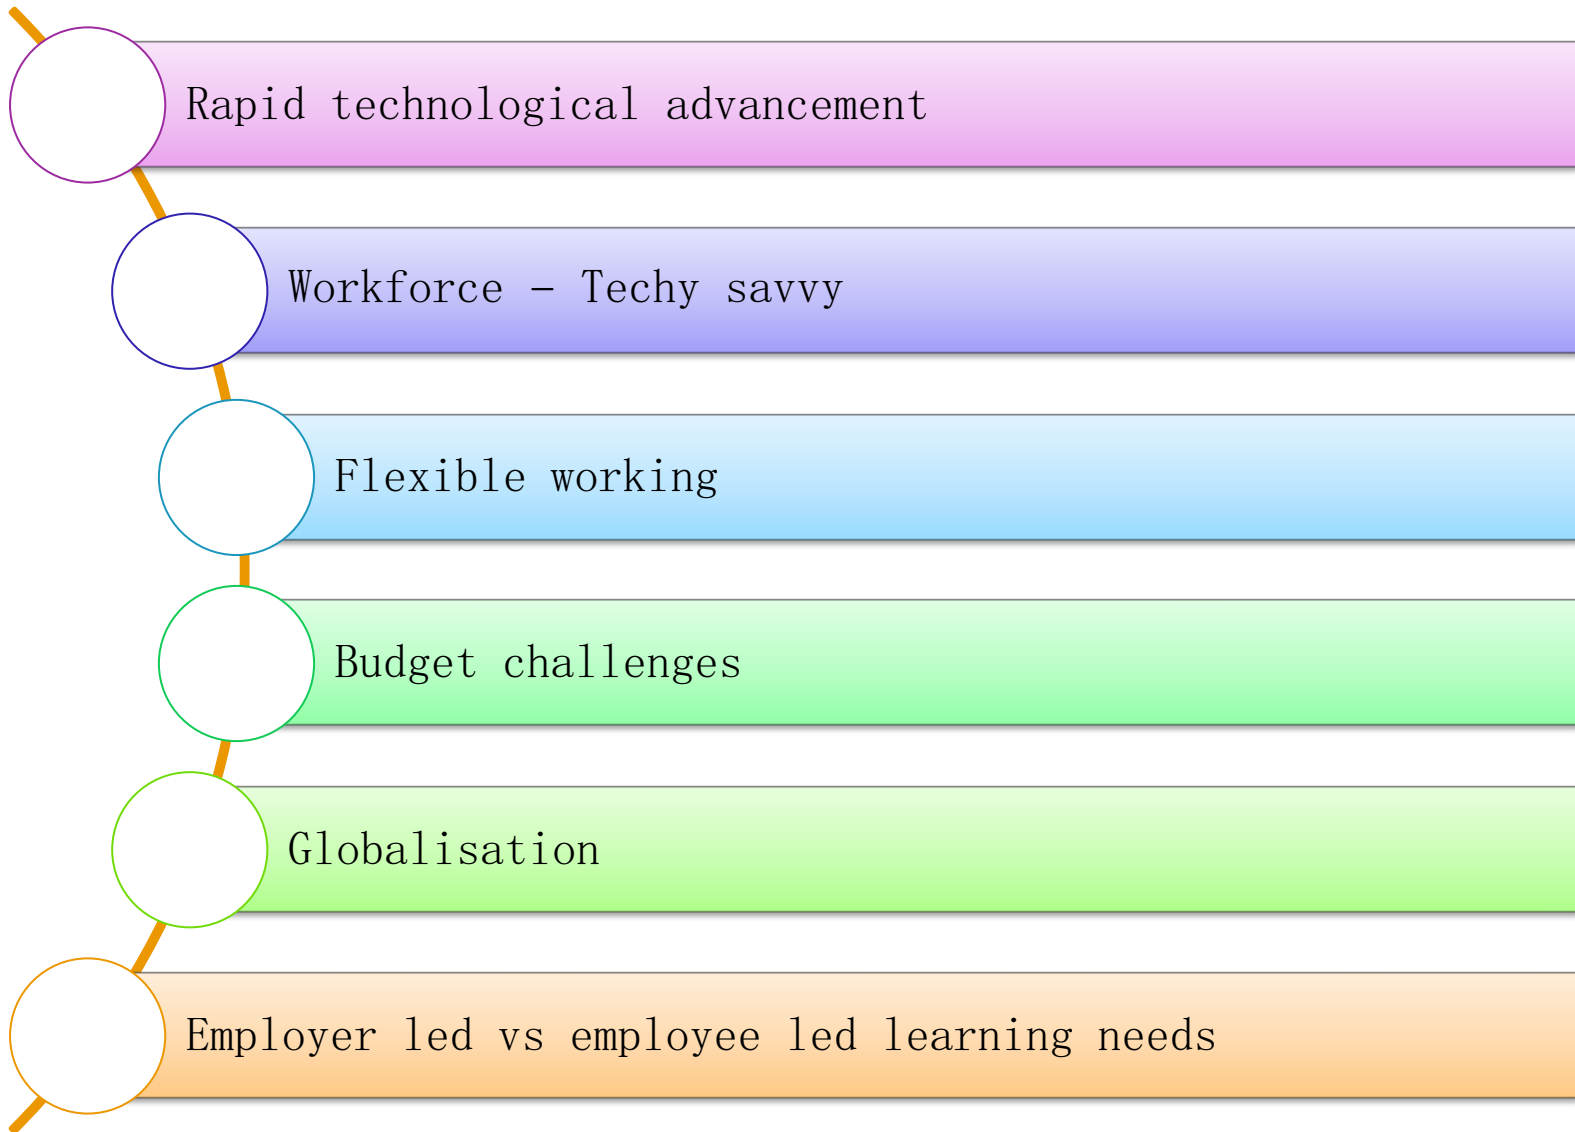 Rapid technological advancement
Workforce – Techy savvy
Flexible working
Budget challenges
Globalisation
Employer led vs employee led learning needs